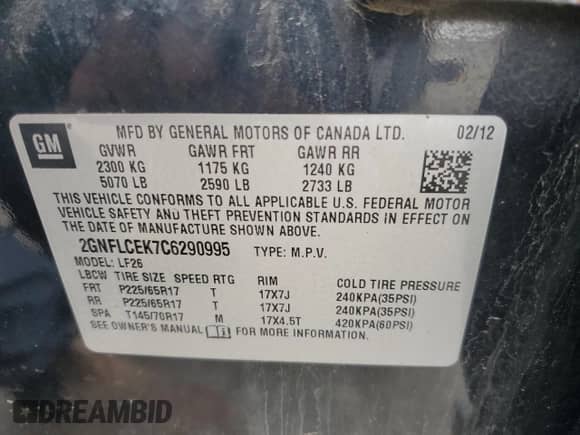 GM
MFD BY GENERAL MOTORS OF CANADA LTD. 02/12
GVWR GAWR FRT GAWR RR
2300 KG 1175 KG 1240 KG
5070 LB 2590 LB 2733 LB
THIS VEHICLE CONFORMS TO ALL APPLICABLE U.S. FEDERAL MOTOR
VEHICLE SAFETY AND THEFT PREVENTION STANDARDS IN EFFECT ON
THE DATE OF MANUFACTURE SHOWN ABOVE.
2GNFLCEK7C6290995 TYPE: M.P.V.
MODEL: LF26
LBCW TIRE SIZE SPEED RTG RIM COLD TIRE PRESSURE
FRT P225/65R17 T 17X7J 240KPA(35PSI)
RR P225/65R17 T 17X7J 240KPA(35PSI)
SPA T145/70R17 M 17X4.5T 420KPA(60PSI)
SEE OWNER'S MANUAL FOR MORE INFORMATION.
DREAMBID